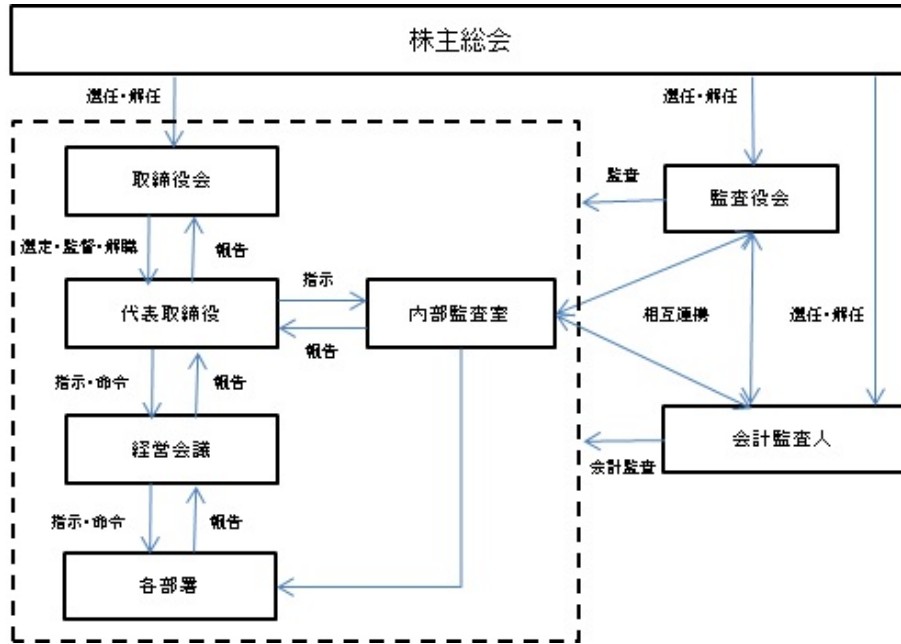 株主総会
選任・解任
選任・解任
取締役会
監査
監査役会
選定・監督・解職
報告
指示
代表取締役
内部監査室
相互連携
選任・解任
報告
指示・命令
報告
経営会議
会計監査人
会計監査
指示・命令
報告
各部署